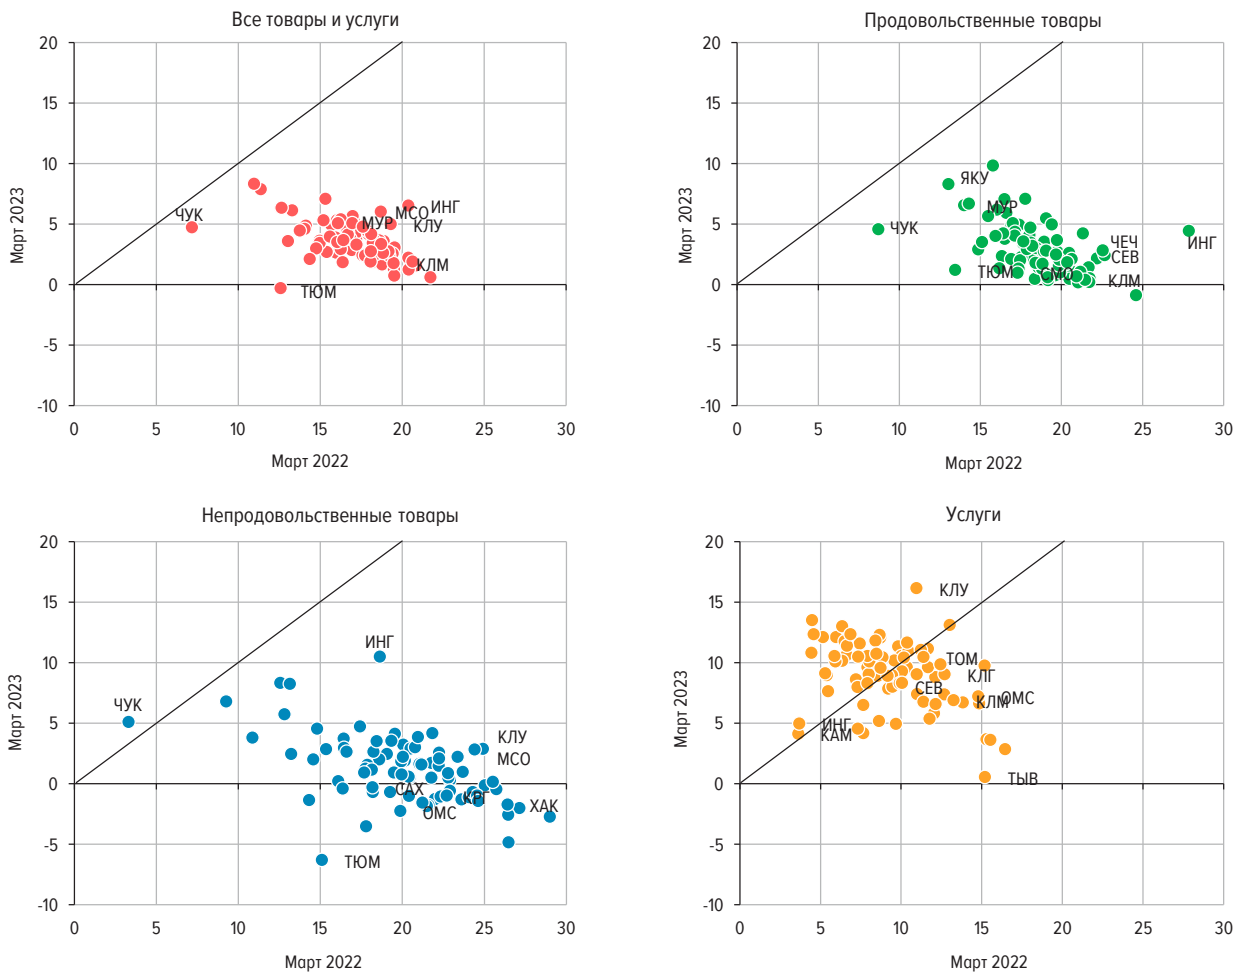 Все товары и услуги
20
15
10
5
0
-5
-10
0 5 10 15 20 25 30
Март 2023
Март 2022
ЧУК
ТЮМ
МУР
МСО
ИНГ
КЛУ
КЛМ
Продовольственные товары
20
15
10
5
0
-5
-10
0 5 10 15 20 25 30
Март 2023
Март 2022
ЯКУ
МУР
ЧУК
ЧЕЧ
ИНГ
СЕВ
ТЮМ
СМО
КЛМ
Непродовольственные товары
20
15
10
5
0
-5
-10
0 5 10 15 20 25 30
Март 2023
Март 2022
ИНГ
ЧУК
КЛУ
МСО
САХ
КРГ
ХАК
ОМС
ТЮМ
Услуги
20
15
10
5
0
-5
-10
0 5 10 15 20 25 30
Март 2023
Март 2022
КЛУ
ТОМ
КЛГ
СЕВ
КЛМ
ОМС
ИНГ
КАМ
ТЫВ